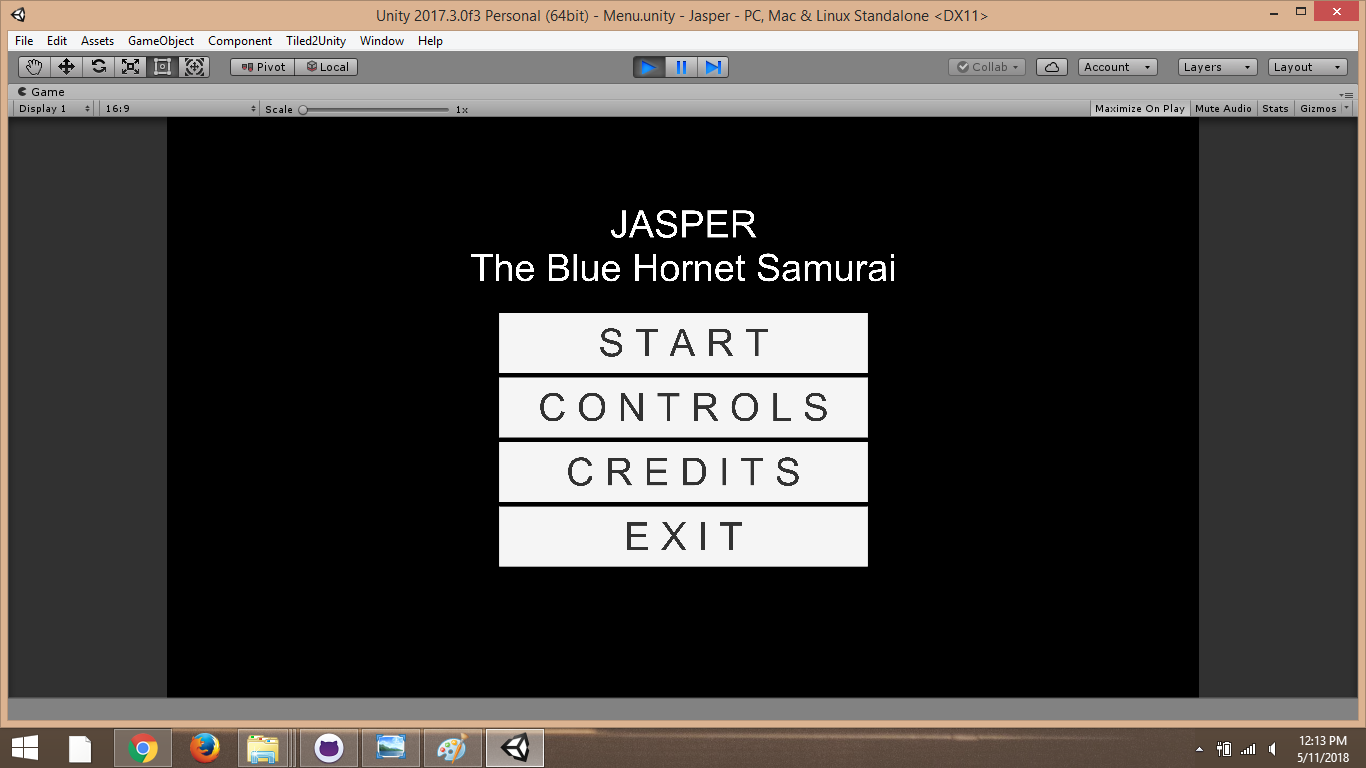 Unity 2017.3.0f3 Personal (64bit) - Menu.unity - Jasper - PC, Mac & Linux Standalone <DX11>
File Edit Assets GameObject Component Tiled2Unity Window Help
Pivot Local Collab Account Layers Layout
Game
Display 1 16:9 Scale 1x Maximize On Play Mute Audio Stats Gizmos
JASPER
The Blue Hornet Samurai
START
CONTROLS
CREDITS
EXIT
12:13 PM
5/11/2018